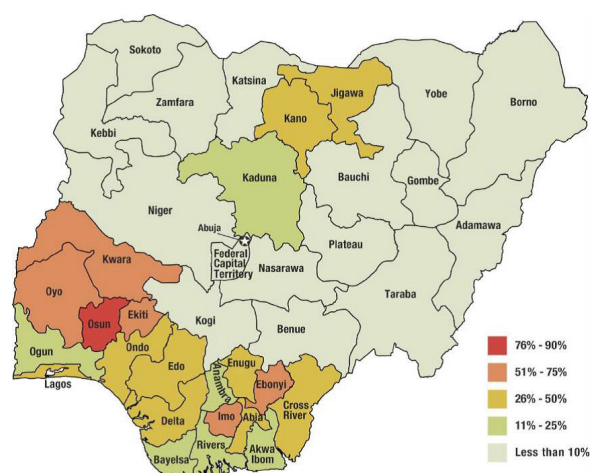 Sokoto
Katsina
Jigawa
Yobe
Borno
Zamfara
Kano
Kebbi
Kaduna
Bauchi
Gombe
Niger
Adamawa
Abuja
Plateau
Federal
Capital
Territory
Nasarawa
Kwara
Taraba
Oyo
Osun
Ekiti
Kogi
Benue
Ogun
Ondo
Edo
Enugu
Anambra
Ebonyi
Lagos
Delta
Imo
Abia
Cross
River
Bayelsa
Rivers
Akwa
Ibom
76% - 90%
51% - 75%
26% - 50%
11% - 25%
Less than 10%